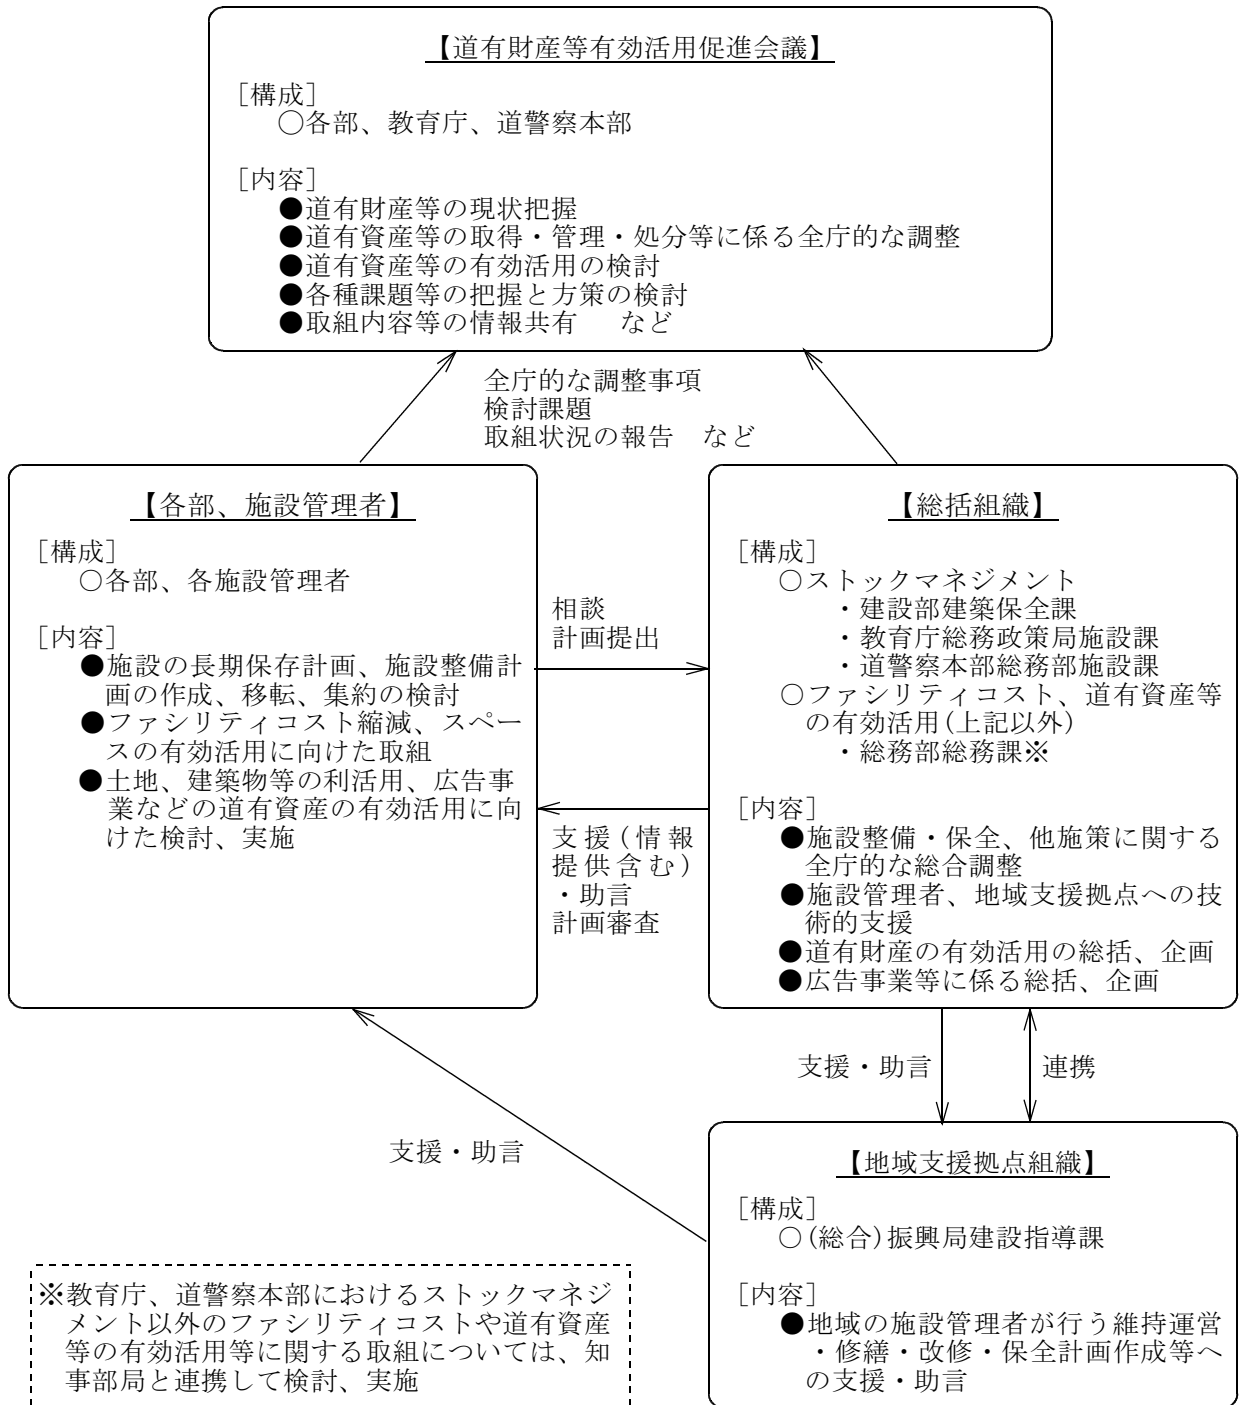 【道有財産等有効活用促進会議】
［構成］
○各部、教育庁、道警察本部
［内容］
●道有財産等の現状把握
●道有資産等の取得・管理・処分等に係る全庁的な調整
●道有資産等の有効活用の検討
●各種課題等の把握と方策の検討
●取組内容等の情報共有　など
全庁的な調整事項
検討課題
取組状況の報告　など
【各部、施設管理者】
［構成］
○各部、各施設管理者
［内容］
●施設の長期保存計画、施設整備計
画の作成、移転、集約の検討
●ファシリティコスト縮減、スペー
スの有効活用に向けた取組
●土地、建築物等の利活用、広告事
業などの道有資産の有効活用に向
けた検討、実施
相談
計画提出
支援(情報
提供含む)
・助言
計画審査
【総括組織】
［構成］
○ストックマネジメント
・建設部建築保全課
・教育庁総務政策局施設課
・道警察本部総務部施設課
○ファシリティコスト、道有資産等
の有効活用(上記以外)
・総務部総務課※
［内容］
●施設整備・保全、他施策に関する
全庁的な総合調整
●施設管理者、地域支援拠点への技
術的支援
●道有財産の有効活用の総括、企画
●広告事業等に係る総括、企画
支援・助言
連携
支援・助言
【地域支援拠点組織】
［構成］
○(総合)振興局建設指導課
［内容］
●地域の施設管理者が行う維持運営
・修繕・改修・保全計画作成等へ
の支援・助言
※教育庁、道警察本部におけるストックマネジ
メント以外のファシリティコストや道有資産
等の有効活用等に関する取組については、知
事部局と連携して検討、実施